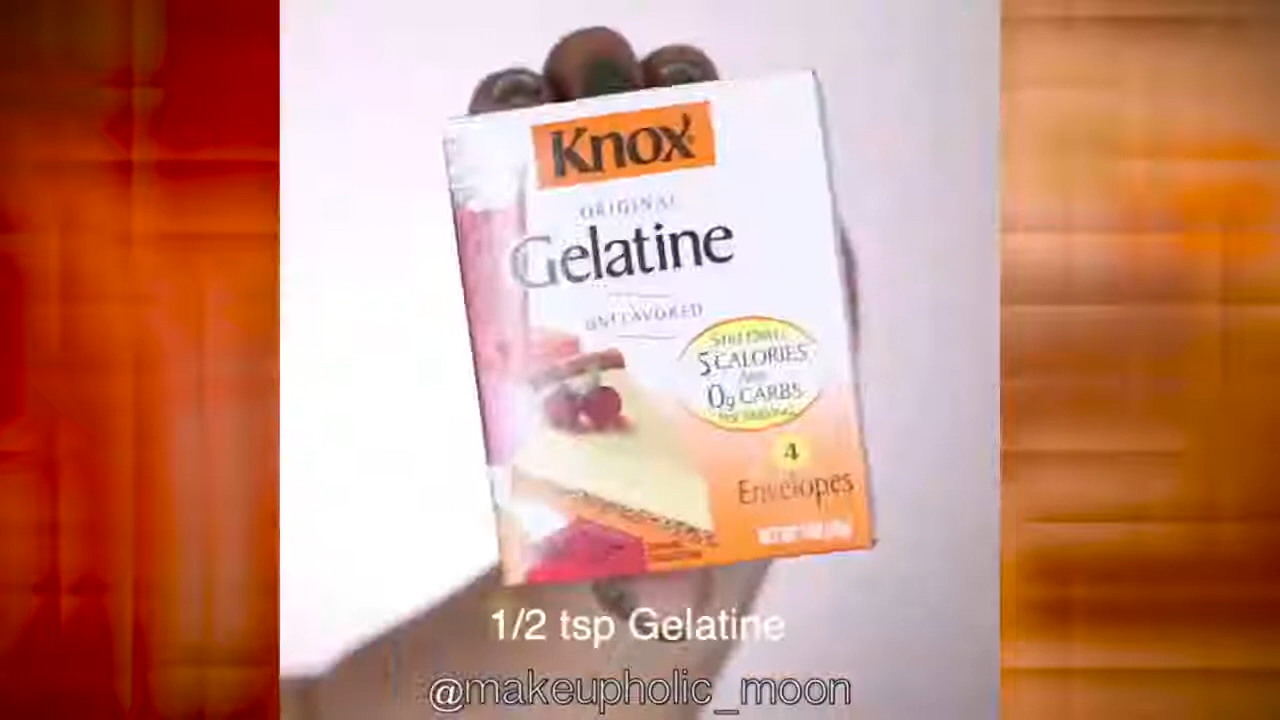 Knox
ORIGINAL
Gelatine
UNFLAVORED
5 CALORIES
0g CARBS
4
Envelopes
1/2 tsp Gelatine
@makeupholic_moon